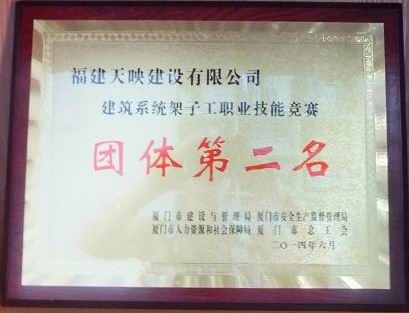 福建天映建设有限公司
建筑系统架子工职业技能竞赛
团体第二名
厦门市建设与管理局 厦门市安全生产监督管理局
厦门市人力资源和社会保障局 厦门市总工会
二〇一四年六月